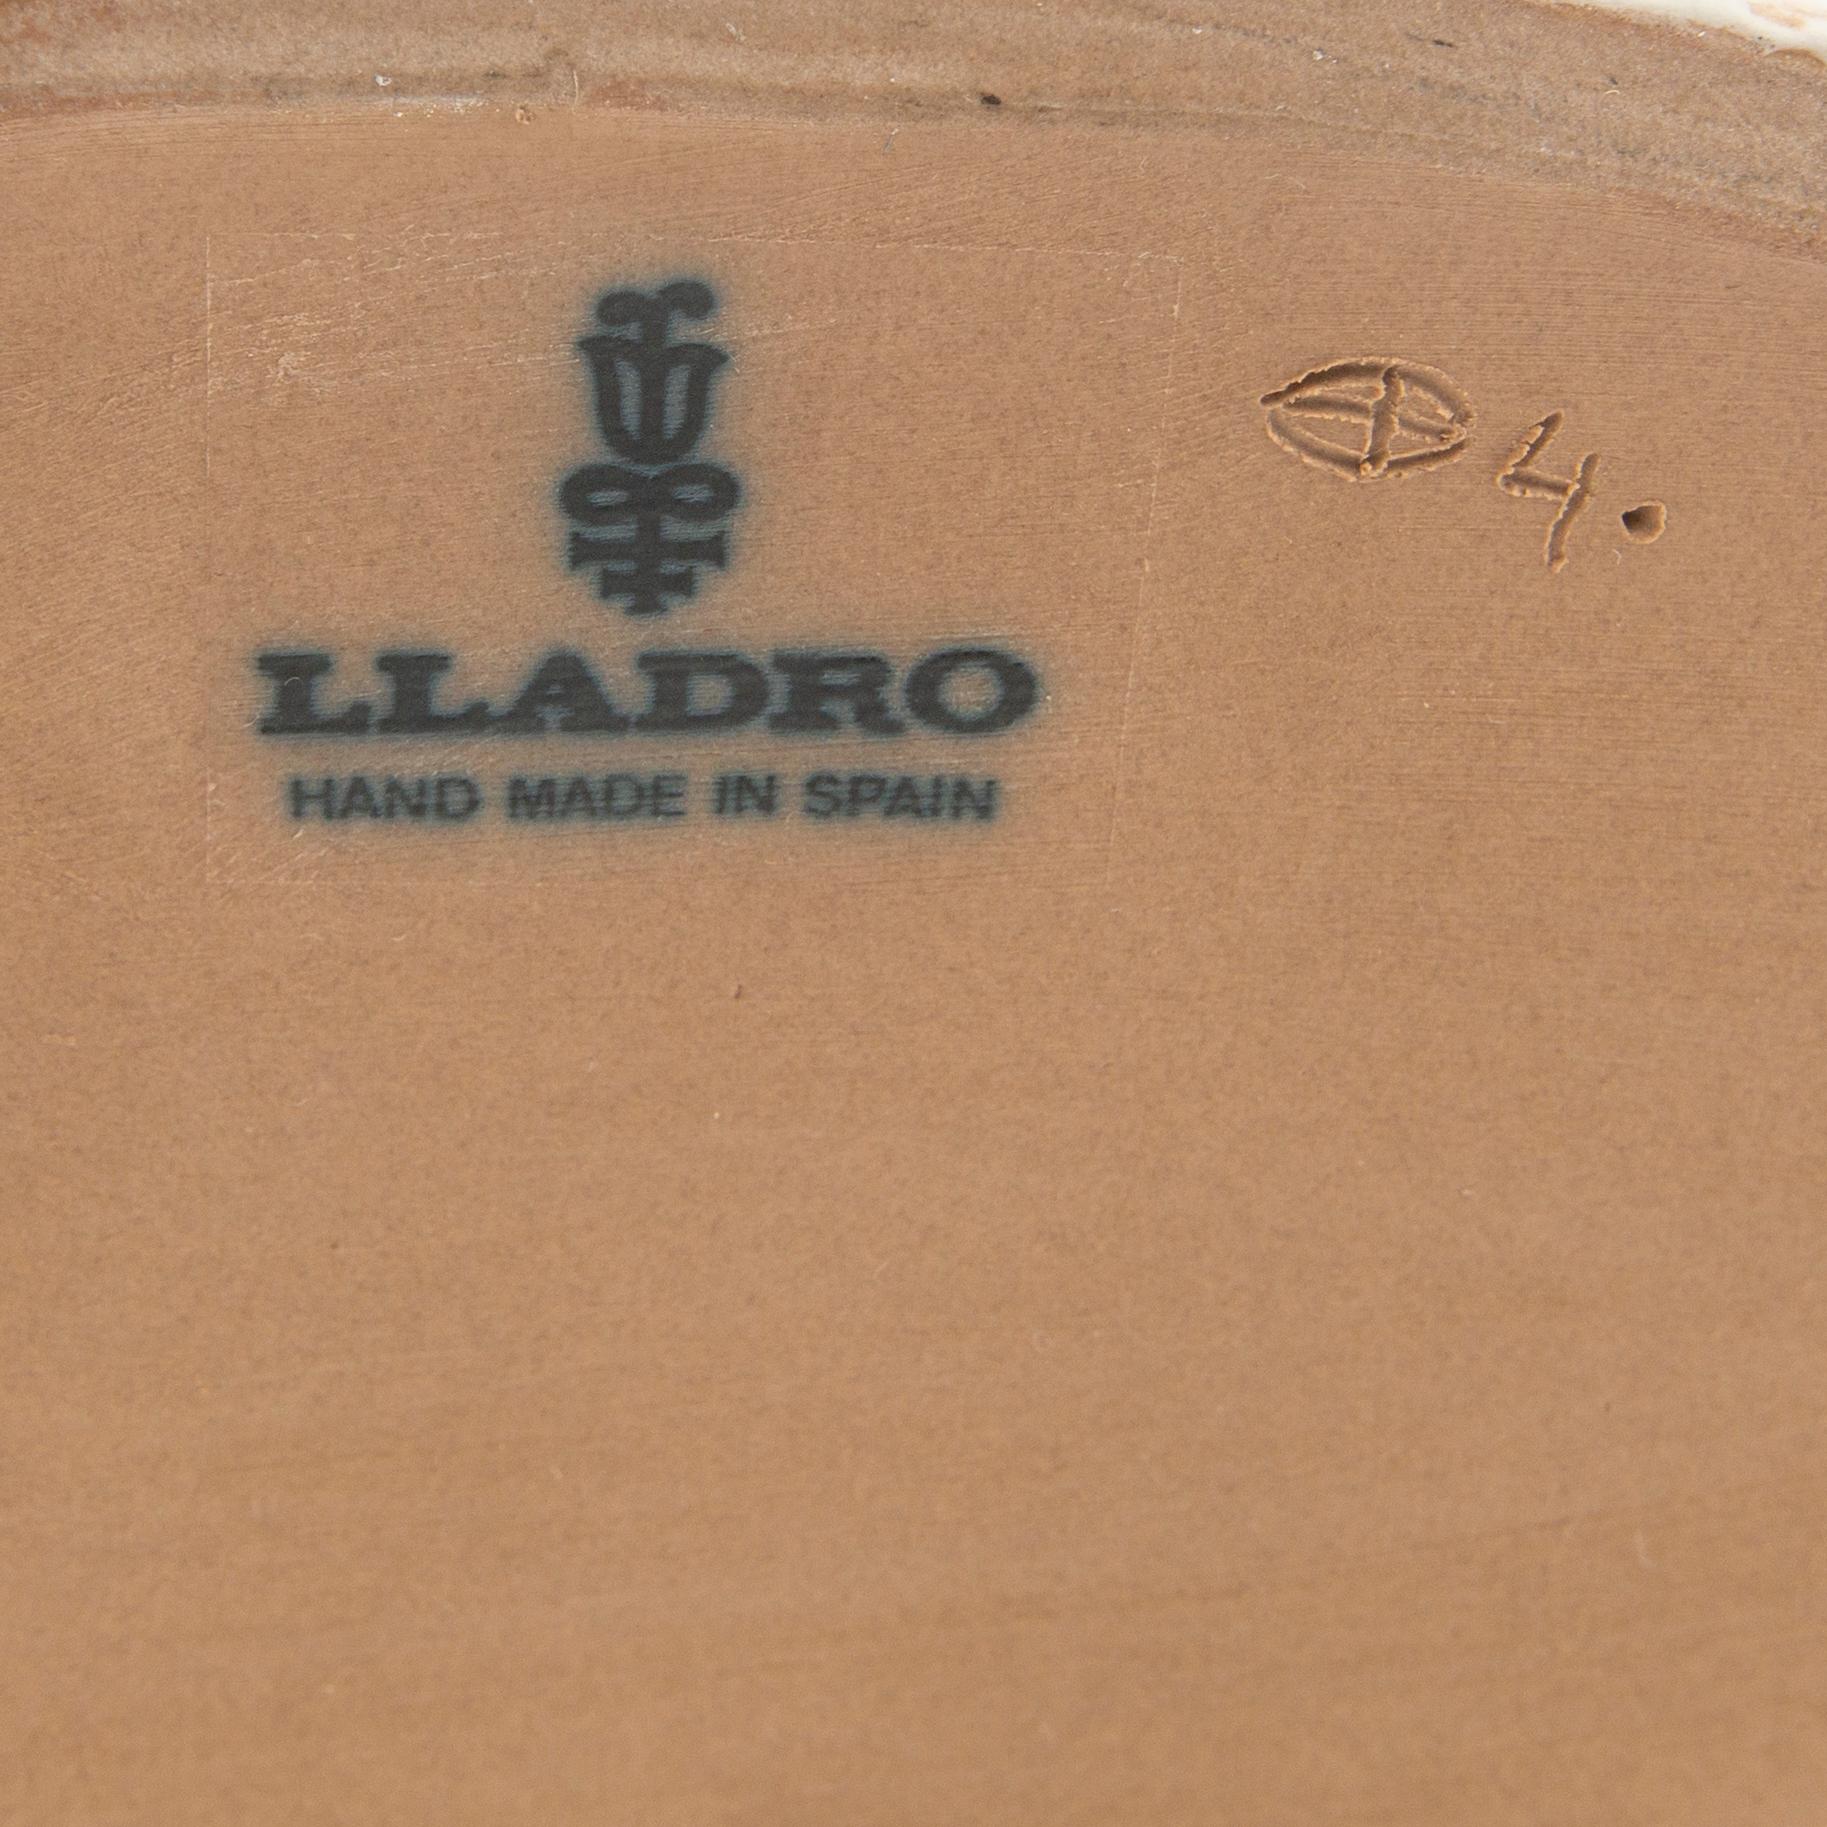 LLADRO
HAND MADE IN SPAIN
4.